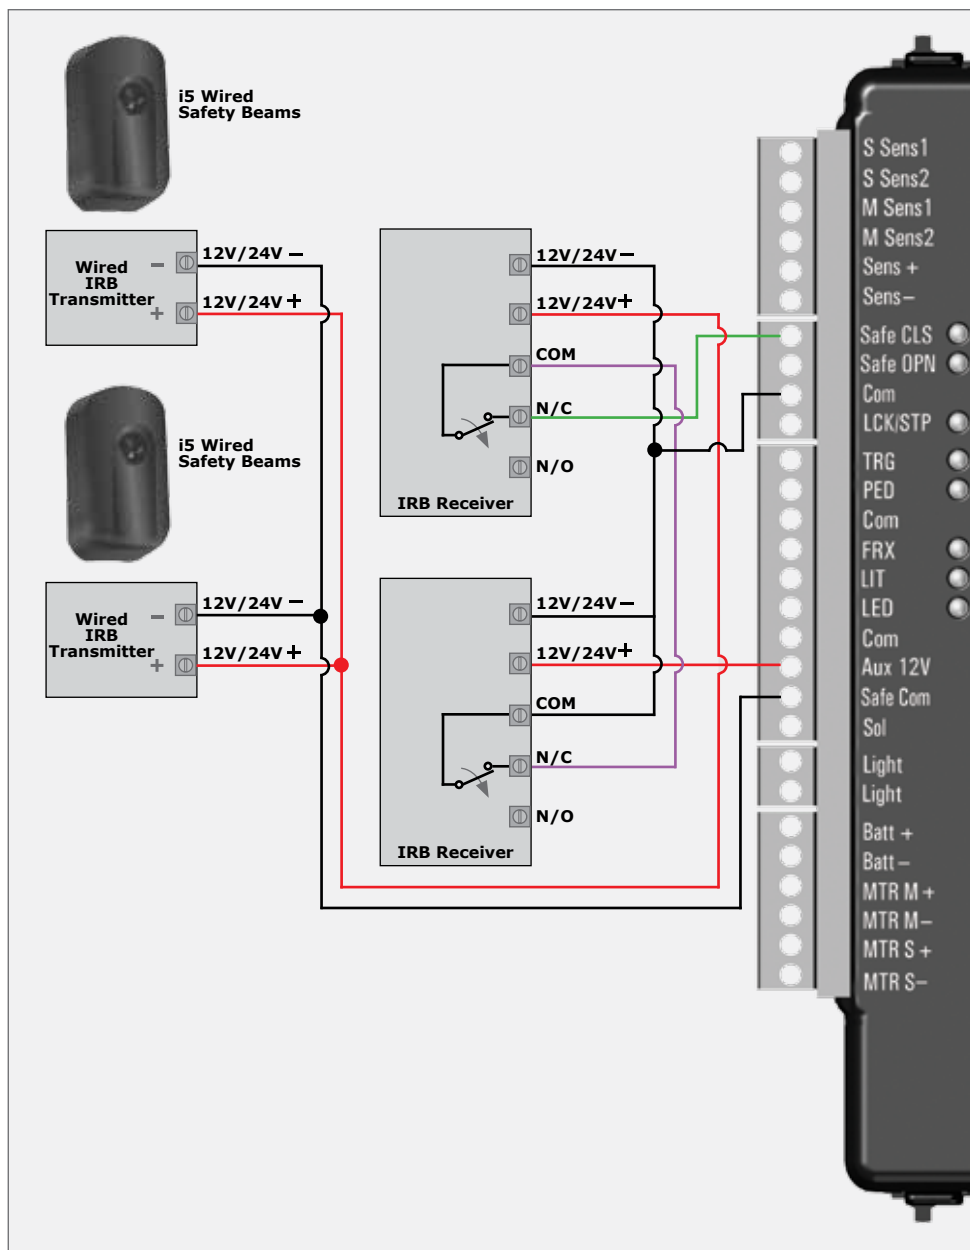 i5 Wired
Safety Beams
12V/24V −
Wired
IRB
Transmitter
−
12V/24V +
+
i5 Wired
Safety Beams
12V/24V −
Wired
IRB
Transmitter
−
12V/24V +
+
12V/24V −
12V/24V +
COM
N/C
N/O
IRB Receiver
12V/24V −
12V/24V +
COM
N/C
N/O
IRB Receiver
S Sens1
S Sens2
M Sens1
M Sens2
Sens +
Sens−
Safe CLS
Safe OPN
Com
LCK/STP
TRG
PED
Com
FRX
LIT
LED
Com
Aux 12V
Safe Com
Sol
Light
Light
Batt +
Batt −
MTR M +
MTR M−
MTR S +
MTR S−